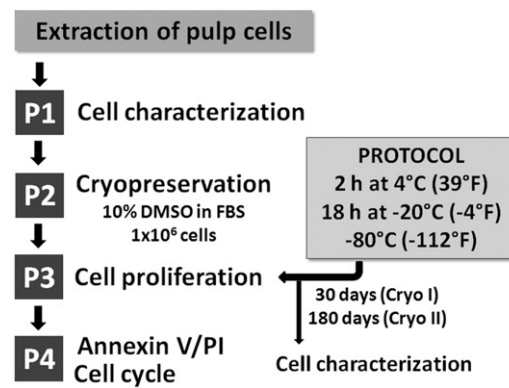 Extraction of pulp cells
P1 Cell characterization
P2 Cryopreservation
10% DMSO in FBS
1x10⁶ cells
PROTOCOL
2 h at 4°C (39°F)
18 h at -20°C (-4°F)
-80°C (-112°F)
P3 Cell proliferation
30 days (Cryo I)
180 days (Cryo II)
Cell characterization
P4 Annexin V/PI
Cell cycle